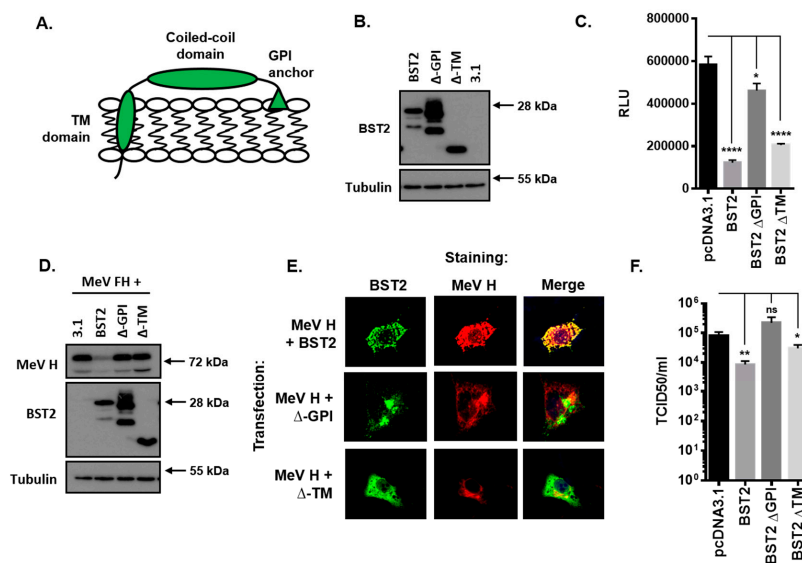 A.
Coiled-coil
domain
GPI
anchor
TM
domain
B.
BST2
Δ-GPI
Δ-TM
3.1
28 kDa
BST2
Tubulin
55 kDa
C.
800000
600000
400000
200000
0
RLU
****
*
****
pcDNA3.1
BST2
BST2 ΔGPI
BST2 ΔTM
D.
MeV FH +
3.1
BST2
Δ-GPI
Δ-TM
MeV H
72 kDa
BST2
28 kDa
Tubulin
55 kDa
E.
Staining:
BST2
MeV H
Merge
Transfection:
MeV H
+ BST2
MeV H +
Δ-GPI
MeV H +
Δ-TM
F.
10⁶
10⁵
10⁴
10³
10²
10¹
10⁰
TCID50/ml
**
ns
*
pcDNA3.1
BST2
BST2 ΔGPI
BST2 ΔTM